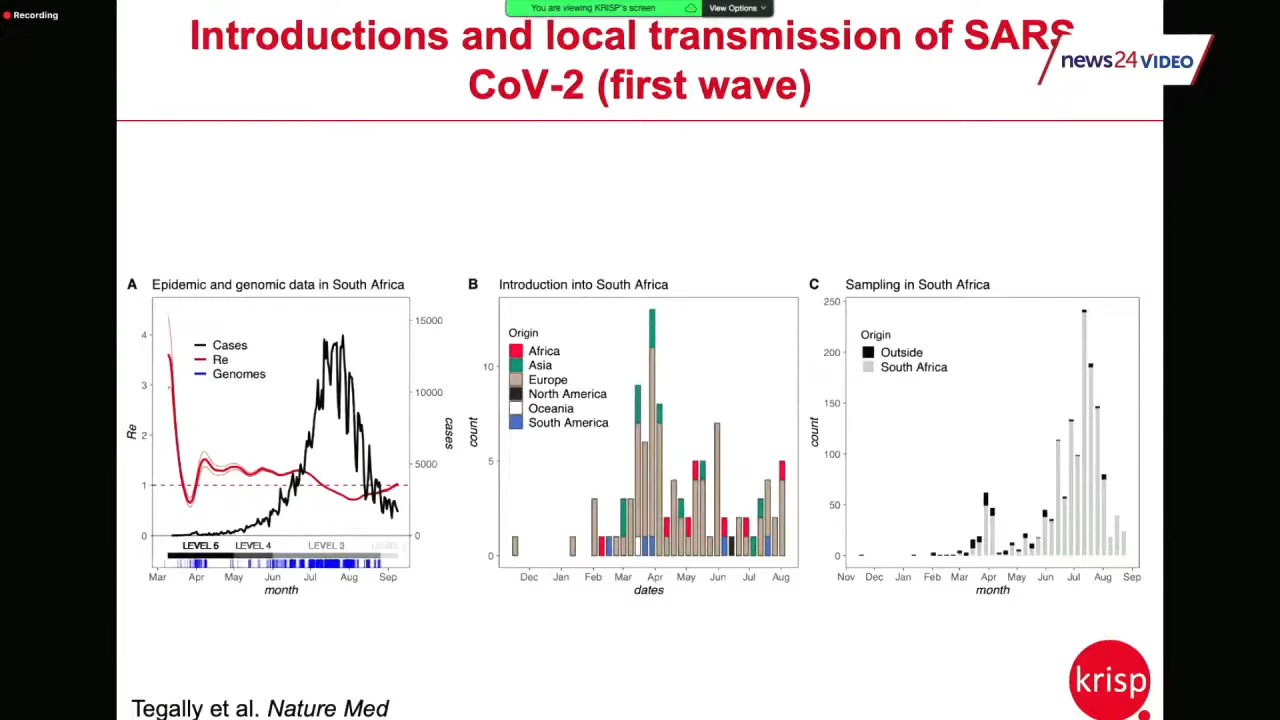 Recording
You are viewing KRISP's screen
View Options
Introductions and local transmission of SARS
CoV-2 (first wave)
news24 VIDEO
A Epidemic and genomic data in South Africa
Cases
Re
Genomes
4
3
2
1
0
Re
15000
10000
5000
0
cases
LEVEL 5 LEVEL 4 LEVEL 3
Mar Apr May Jun Jul Aug Sep
month
B Introduction into South Africa
Origin
Africa
Asia
Europe
North America
Oceania
South America
10
5
0
count
Dec Jan Feb Mar Apr May Jun Jul Aug
dates
C Sampling in South Africa
Origin
Outside
South Africa
250
200
150
100
50
0
count
Nov Dec Jan Feb Mar Apr May Jun Jul Aug Sep
month
krisp
Tegally et al. Nature Med